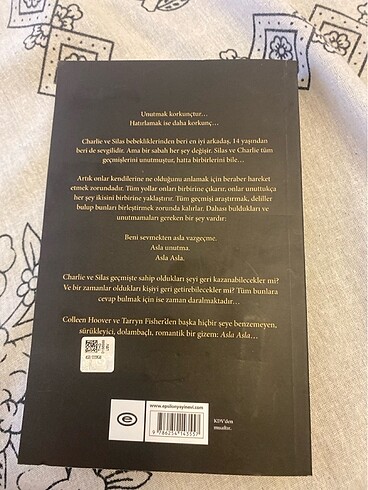 Unutmak korkunçtur...
Hatırlamak ise daha korkunç...
Charlie ve Silas bebekliklerinden beri en iyi arkadaş, 14 yaşından
beri de sevgilidir. Ama bir sabah her şey değişir. Silas ve Charlie tüm
geçmişlerini unutmuştur, hatta birbirlerini bile...
Artık onlar kendilerine ne olduğunu anlamak için beraber hareket
etmek zorundadır. Tüm yollar onları birbirine çıkarır, onlar unuttukça
her şey ikisini birbirine yaklaştırır. Tüm geçmişi araştırmak, deliller
bulup bunları birleştirmek zorunda kalırlar. Dahası buldukları ve
unutmamaları gereken bir şey vardır:
Beni sevmekten asla vazgeçme.
Asla unutma.
Asla Asla.
Charlie ve Silas geçmişte sahip oldukları şeyi geri kazanabilecekler mi?
Ve bir zamanlar oldukları kişiyi geri getirebilecekler mi? Tüm bunlara
cevap bulmak için ise zaman daralmaktadır...
Colleen Hoover ve Tarryn Fisher'den başka hiçbir şeye benzemeyen,
sürükleyici, dolambaçlı, romantik bir gizem: Asla Asla...
e
www.epsilonyayinevi.com
KDV'den
muaftır.